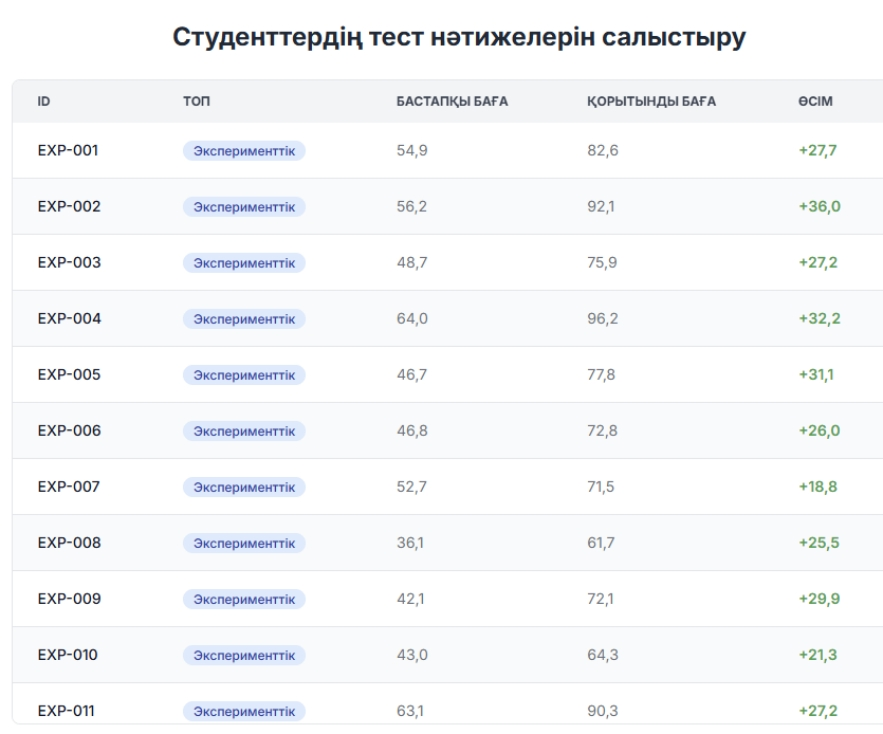 Студенттердің тест нәтижелерін салыстыру
ID ТОП БАСТАПҚЫ БАҒА ҚОРЫТЫНДЫ БАҒА ӨСІМ
EXP-001 Эксперименттік 54,9 82,6 +27,7
EXP-002 Эксперименттік 56,2 92,1 +36,0
EXP-003 Эксперименттік 48,7 75,9 +27,2
EXP-004 Эксперименттік 64,0 96,2 +32,2
EXP-005 Эксперименттік 46,7 77,8 +31,1
EXP-006 Эксперименттік 46,8 72,8 +26,0
EXP-007 Эксперименттік 52,7 71,5 +18,8
EXP-008 Эксперименттік 36,1 61,7 +25,5
EXP-009 Эксперименттік 42,1 72,1 +29,9
EXP-010 Эксперименттік 43,0 64,3 +21,3
EXP-011 Эксперименттік 63,1 90,3 +27,2